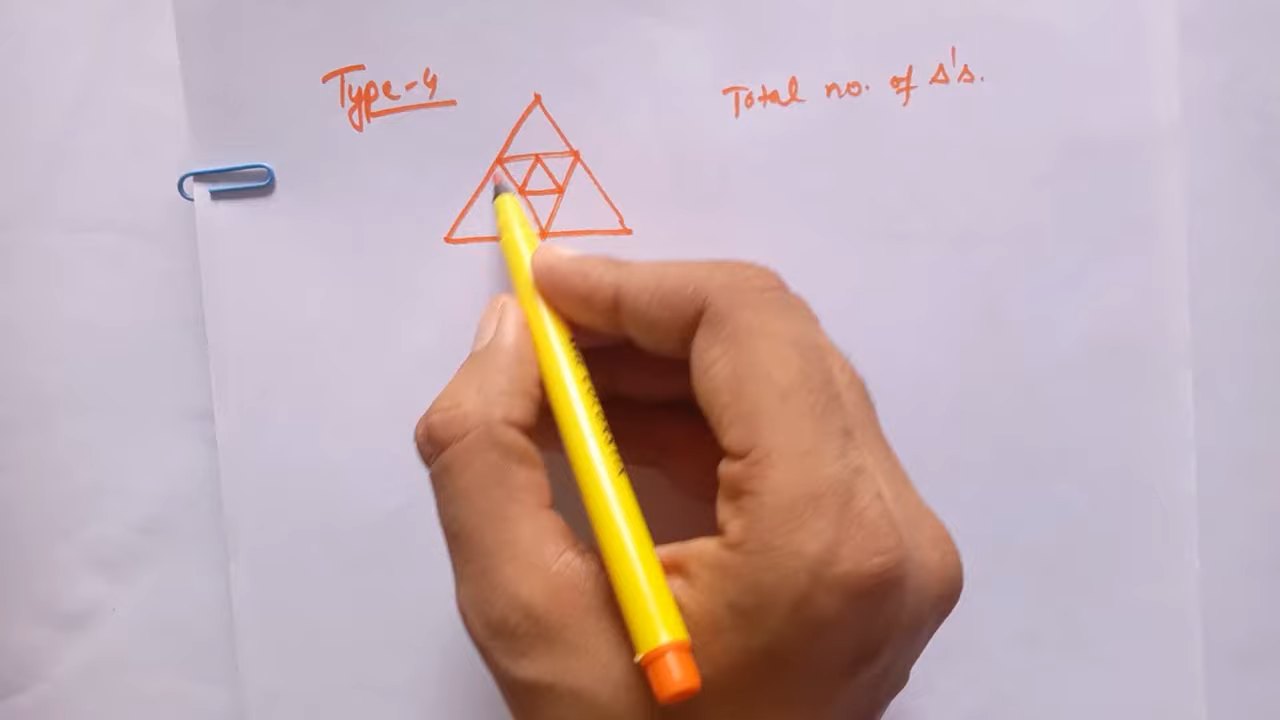 Type-4
Total no. of Δ's.